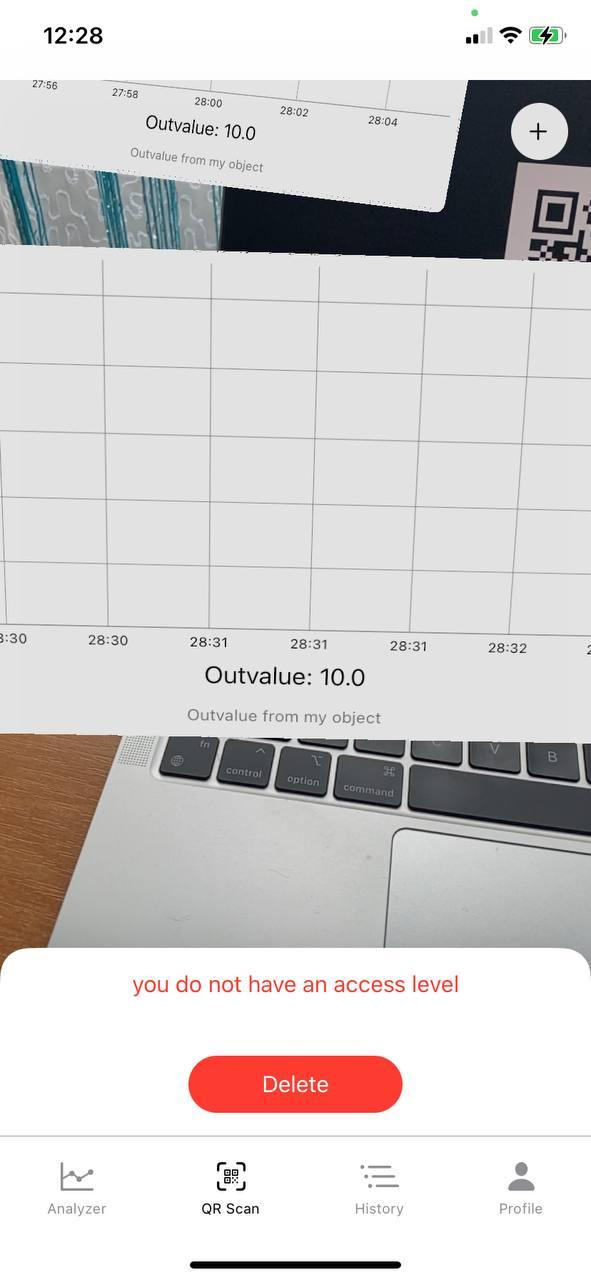 12:28
27:56
27:58
28:00
28:02
28:04
Outvalue: 10.0
Outvalue from my object
28:30
28:31
28:31
28:31
28:32
Outvalue: 10.0
Outvalue from my object
fn
control
option
command
C
V
B
you do not have an access level
Delete
Analyzer
QR Scan
History
Profile